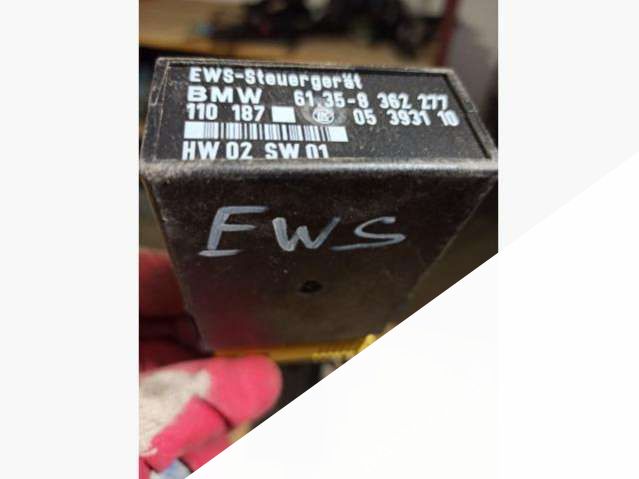 EWS-Steuergerät
BMW 61.35-8 362 277
110 187 05 3931 10
HW 02 SW 01
EWS